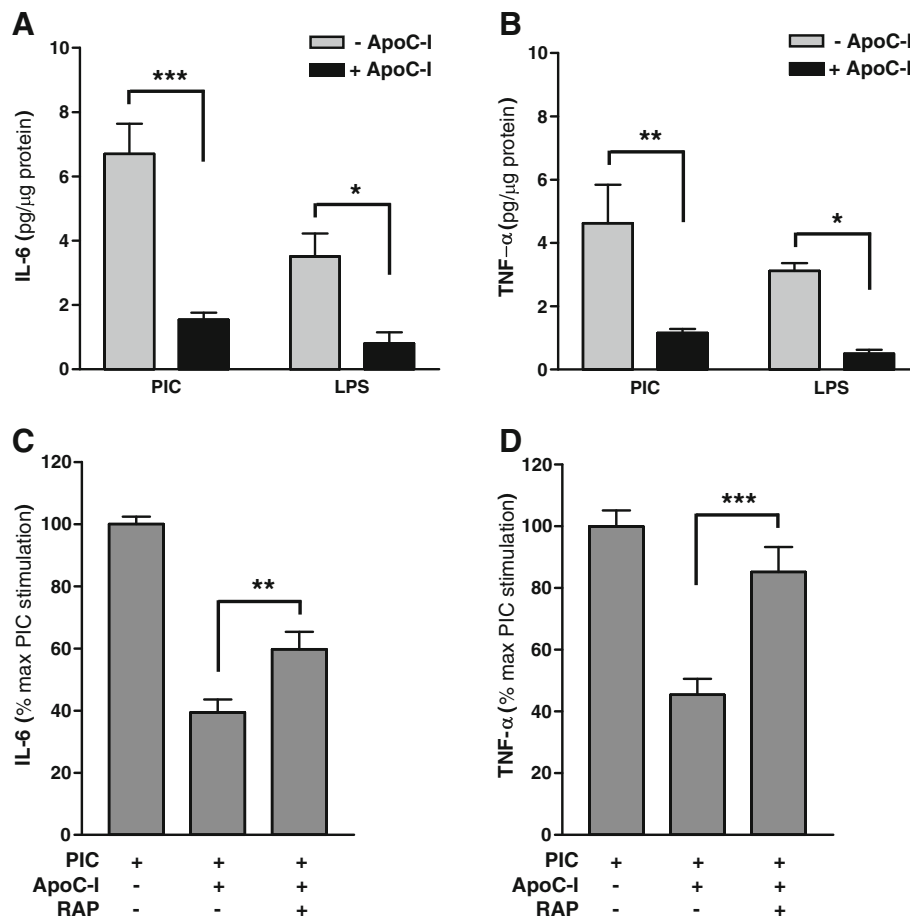 A
- ApoC-I
+ ApoC-I
IL-6 (pg/μg protein)
10
8
6
4
2
0
***
*
PIC LPS
B
- ApoC-I
+ ApoC-I
TNF-α (pg/μg protein)
10
8
6
4
2
0
**
*
PIC LPS
C
IL-6 (% max PIC stimulation)
120
100
80
60
40
20
0
**
PIC + + +
ApoC-I - + +
RAP - - +
D
TNF-α (% max PIC stimulation)
120
100
80
60
40
20
0
***
PIC + + +
ApoC-I - + +
RAP - - +